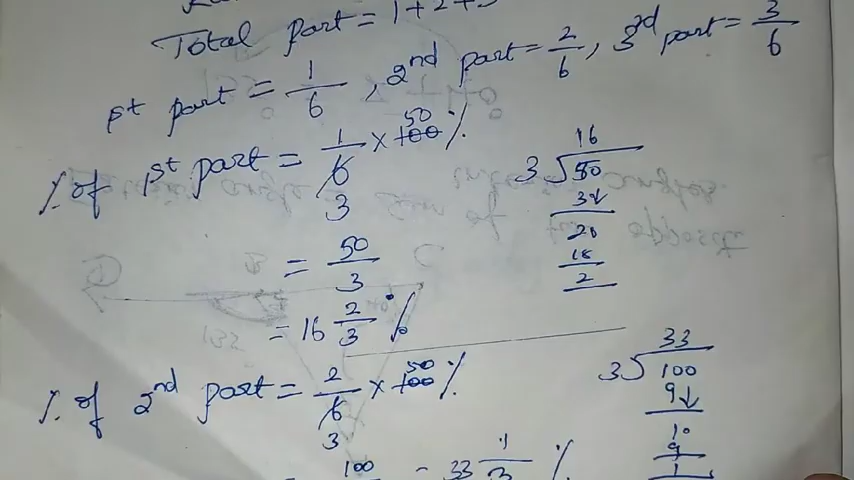 Total part = 1+2+3
1st part = 1/6, 2nd part = 2/6, 3rd part = 3/6
% of 1st part = 1/6 × 100 50 %
3
= 50/3
= 16 2/3 %
16
3) 50
3↓
20
18
2
% of 2nd part = 2/6 × 100 50 %
3
= 100 = 33 1/3 %
33
3) 100
9↓
10
9
1